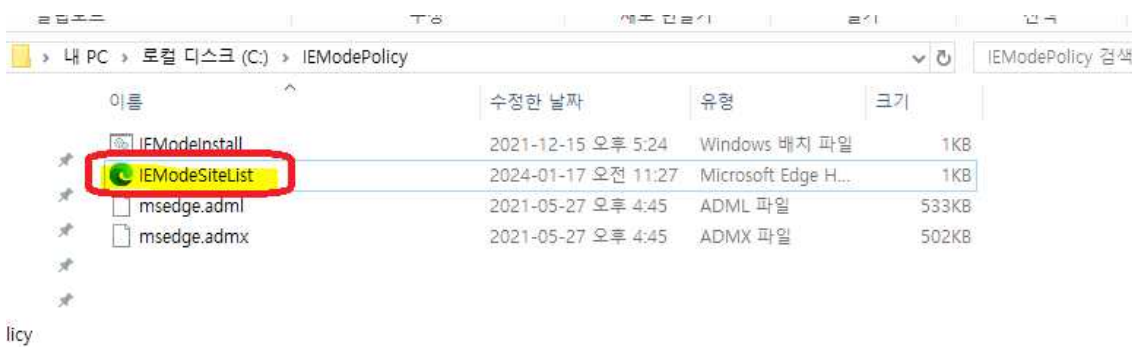 내 PC > 로컬 디스크 (C:) > IEModePolicy
IEModePolicy 검색
이름 수정한 날짜 유형 크기
IEModeInstall 2021-12-15 오후 5:24 Windows 배치 파일 1KB
IEModeSiteList 2024-01-17 오전 11:27 Microsoft Edge H... 1KB
msedge.adml 2021-05-27 오후 4:45 ADML 파일 533KB
msedge.admx 2021-05-27 오후 4:45 ADMX 파일 502KB
licy